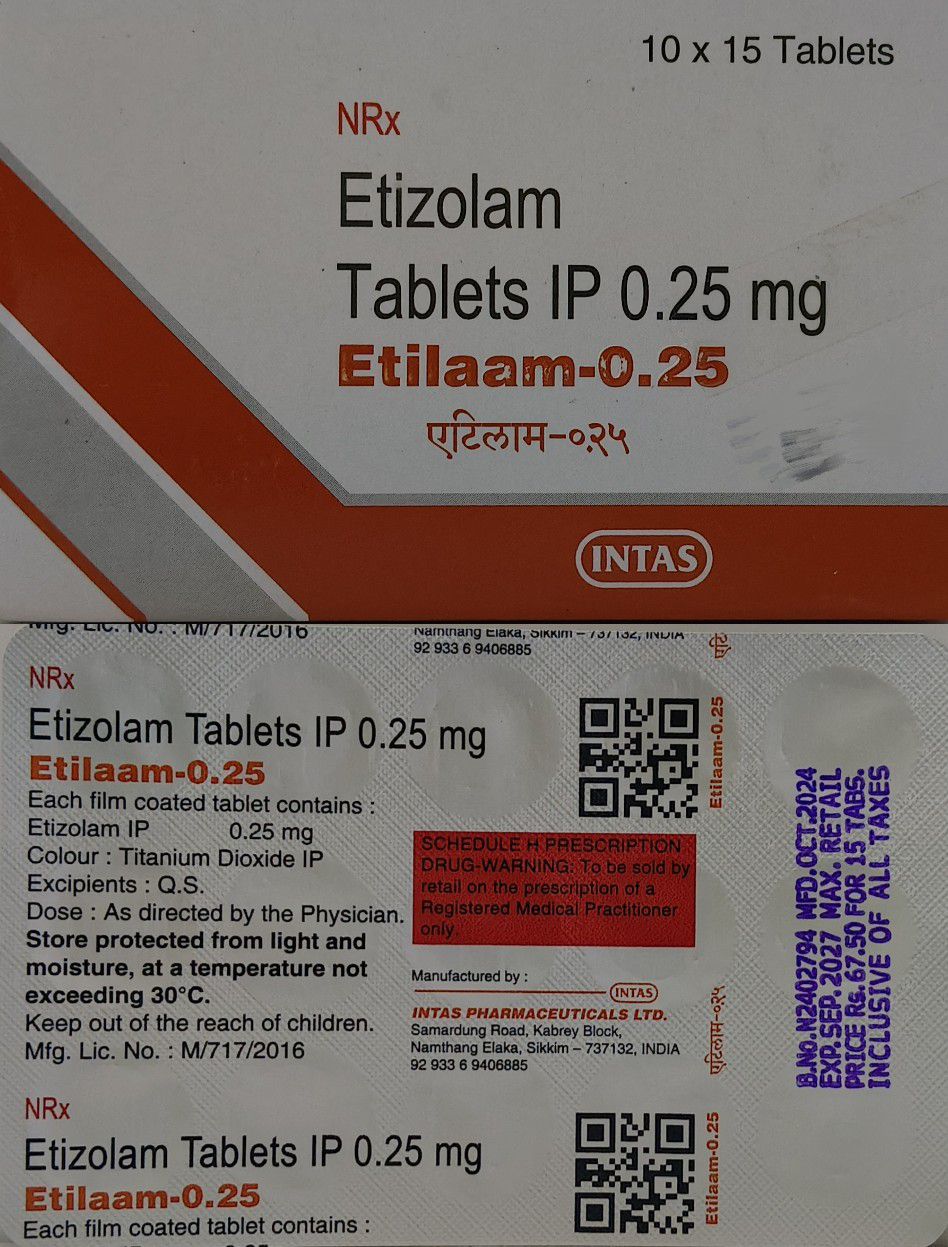 10 x 15 Tablets
NRx
Etizolam
Tablets IP 0.25 mg
Etilaam-0.25
एटिलाम-०.२५
INTAS
Mfg. Lic. No. : M/717/2016
Namthang Elaka, Sikkim – 737132, INDIA
92 933 6 9406885
NRx
Etizolam Tablets IP 0.25 mg
Etilaam-0.25
Each film coated tablet contains :
Etizolam IP 0.25 mg
Colour : Titanium Dioxide IP
Excipients : Q.S.
Dose : As directed by the Physician.
Store protected from light and
moisture, at a temperature not
exceeding 30°C.
Keep out of the reach of children.
Mfg. Lic. No. : M/717/2016
Etilaam-0.25
SCHEDULE H PRESCRIPTION
DRUG-WARNING: To be sold by
retail on the prescription of a
Registered Medical Practitioner
only.
Manufactured by :
INTAS
INTAS PHARMACEUTICALS LTD.
Samardung Road, Kabrey Block,
Namthang Elaka, Sikkim – 737132, INDIA
92 933 6 9406885
एटिलाम-०.२५
B.No.N2402794 MFD.OCT.2024
EXP.SEP.2027 MAX. RETAIL
PRICE Rs.67.50 FOR 15 TABS.
INCLUSIVE OF ALL TAXES
NRx
Etizolam Tablets IP 0.25 mg
Etilaam-0.25
Each film coated tablet contains :
Etilaam-0.25